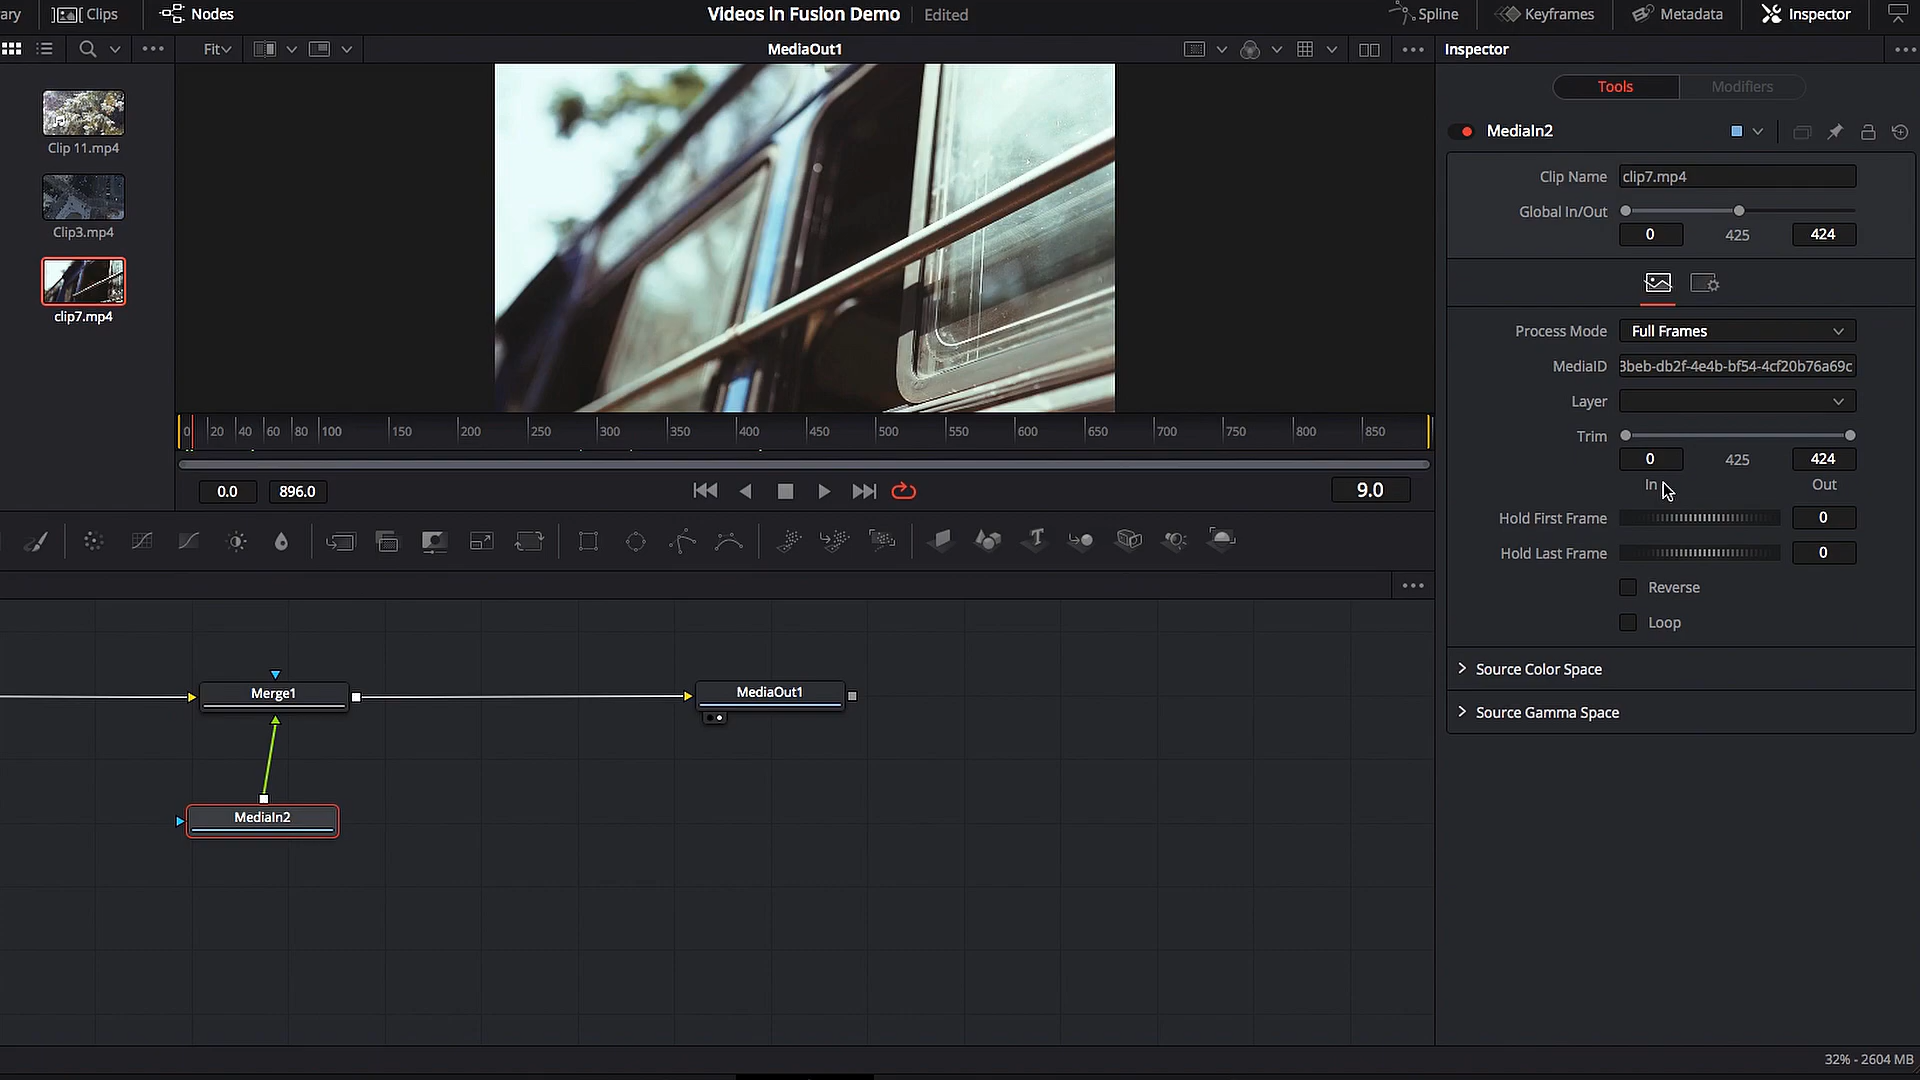 ary Clips Nodes Videos In Fusion Demo Edited Spline Keyframes Metadata Inspector
Fit MediaOut1 Inspector
Tools Modifiers
Clip 11.mp4
Clip3.mp4
clip7.mp4
MediaIn2
Clip Name clip7.mp4
Global In/Out
0 425 424
Process Mode Full Frames
MediaID 3beb-db2f-4e4b-bf54-4cf20b76a69c
Layer
Trim
0 425 424
In Out
Hold First Frame 0
Hold Last Frame 0
Reverse
Loop
Source Color Space
Source Gamma Space
0 20 40 60 80 100 150 200 250 300 350 400 450 500 550 600 650 700 750 800 850
0.0 896.0 9.0
Merge1 MediaOut1
MediaIn2
32% - 2604 MB